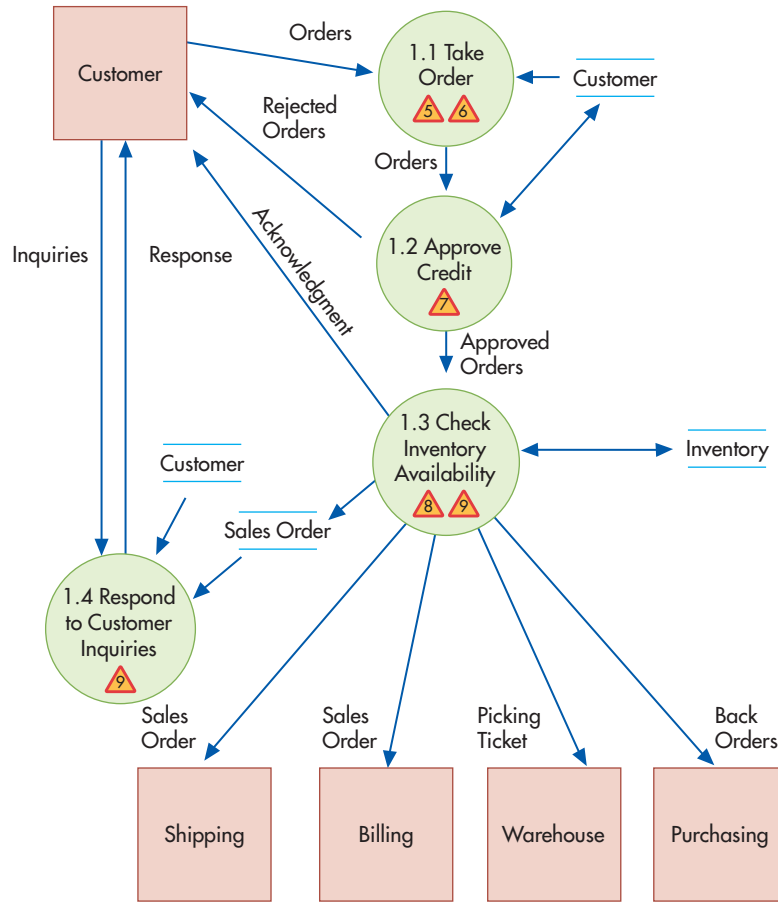 Customer
Orders
1.1 Take
Order
5
6
Customer
Rejected
Orders
Orders
Acknowledgment
Inquiries
Response
1.2 Approve
Credit
7
Approved
Orders
1.3 Check
Inventory
Availability
8
9
Inventory
Customer
Sales Order
1.4 Respond
to Customer
Inquiries
9
Sales
Order
Sales
Order
Picking
Ticket
Back
Orders
Shipping
Billing
Warehouse
Purchasing